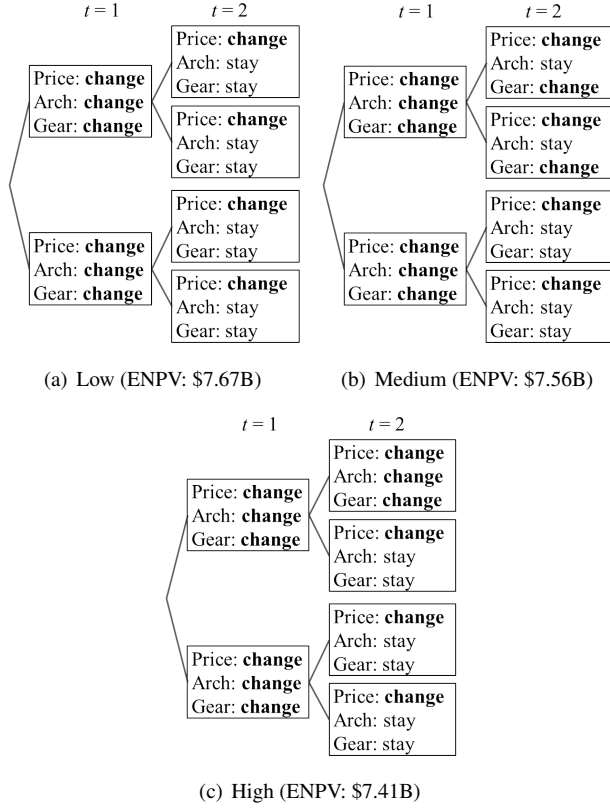 t = 1 t = 2 t = 1 t = 2
Price: change
Arch: stay
Gear: stay
Price: change
Arch: change
Gear: change
Price: change
Arch: stay
Gear: stay
Price: change
Arch: stay
Gear: stay
Price: change
Arch: change
Gear: change
Price: change
Arch: stay
Gear: stay
(a) Low (ENPV: $7.67B)
Price: change
Arch: stay
Gear: change
Price: change
Arch: change
Gear: change
Price: change
Arch: stay
Gear: change
Price: change
Arch: stay
Gear: stay
Price: change
Arch: change
Gear: change
Price: change
Arch: stay
Gear: stay
(b) Medium (ENPV: $7.56B)
t = 1 t = 2
Price: change
Arch: change
Gear: change
Price: change
Arch: change
Gear: change
Price: change
Arch: stay
Gear: stay
Price: change
Arch: stay
Gear: stay
Price: change
Arch: change
Gear: change
Price: change
Arch: stay
Gear: stay
(c) High (ENPV: $7.41B)